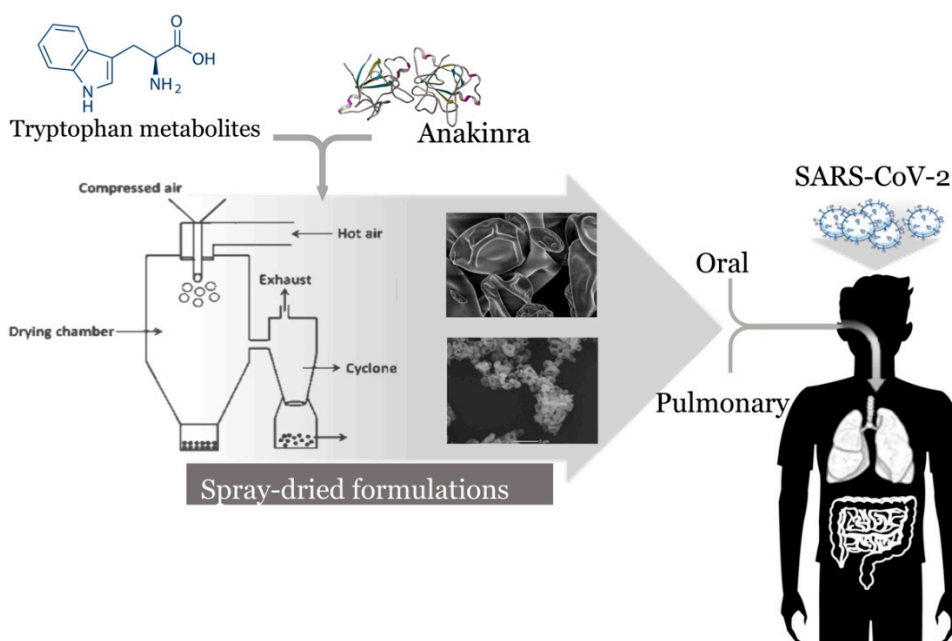 O
OH
NH₂
N
H
Tryptophan metabolites
Anakinra
SARS-CoV-2
Compressed air
Hot air
Exhaust
Drying chamber
Cyclone
Oral
Pulmonary
Spray-dried formulations